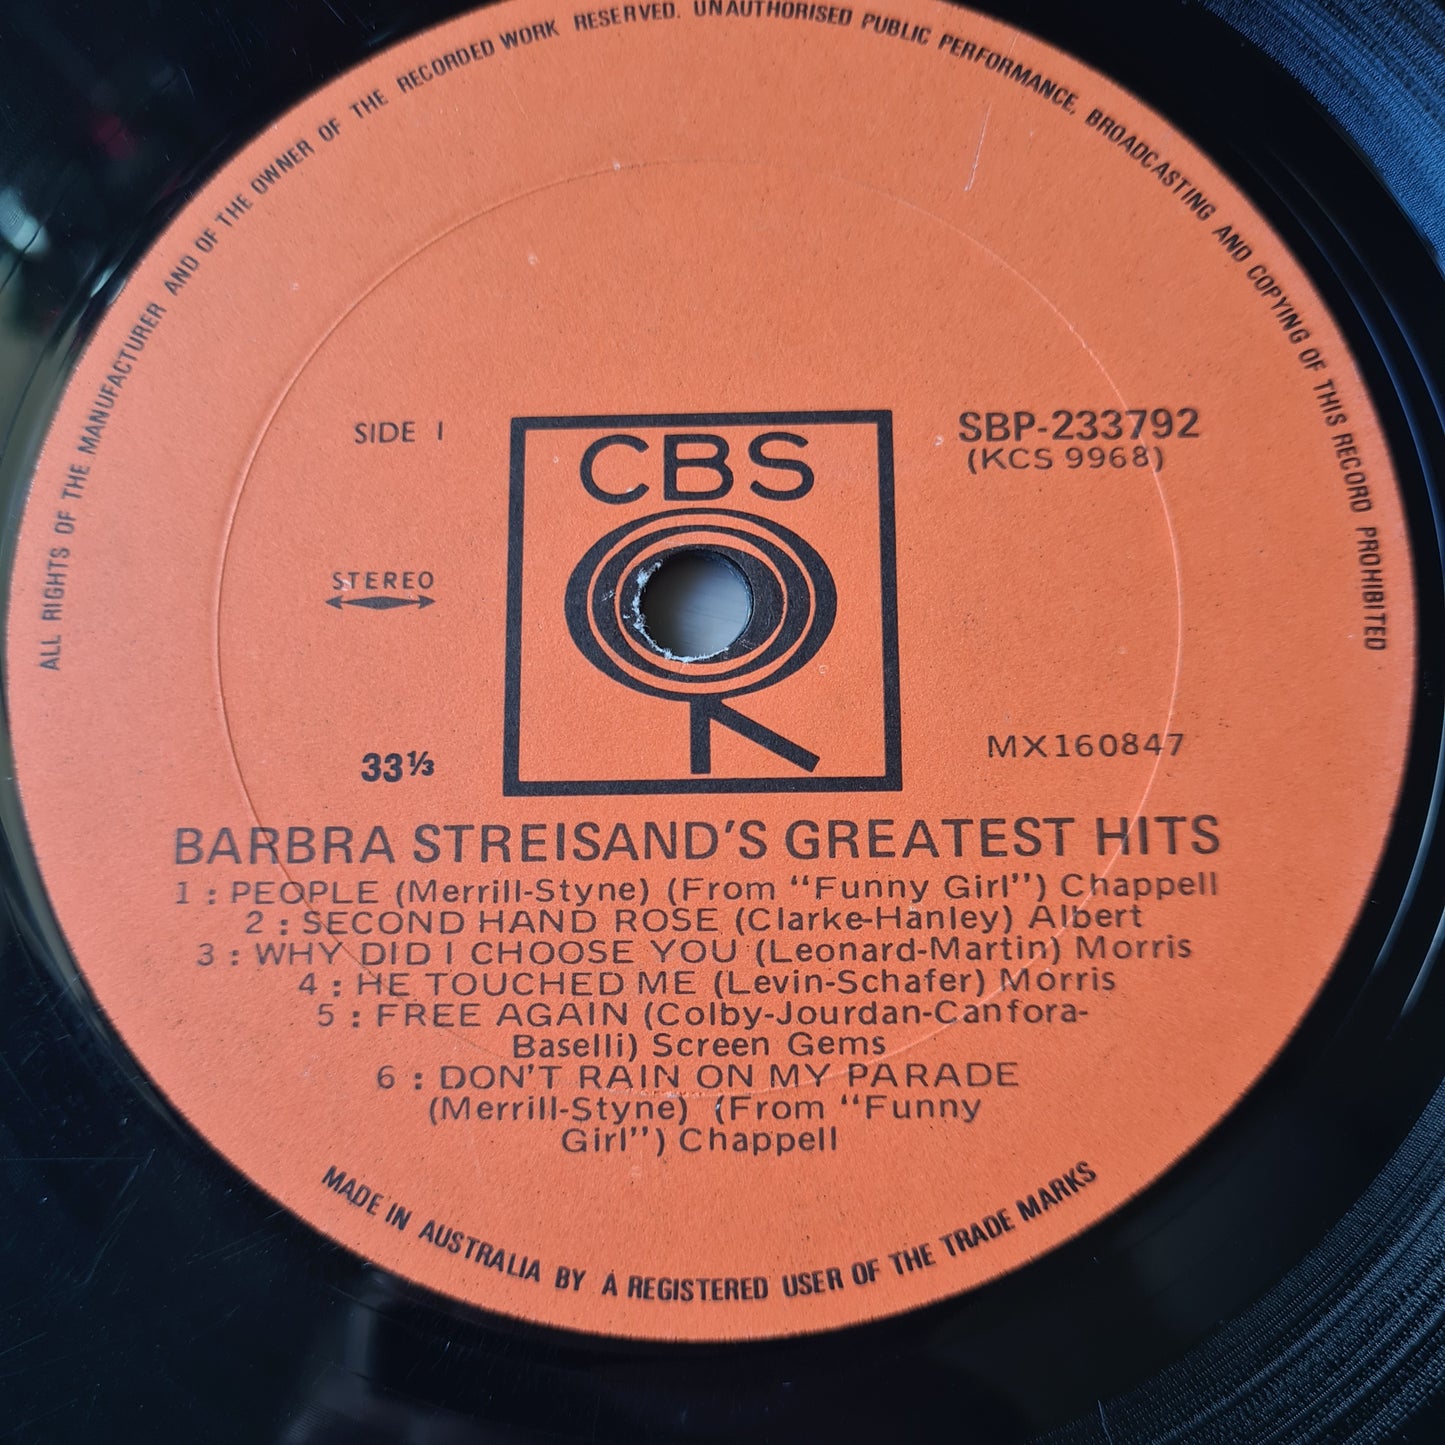 ALL RIGHTS OF THE MANUFACTURER AND OF THE OWNER OF THE RECORDED WORK RESERVED. UNAUTHORISED PUBLIC PERFORMANCE, BROADCASTING AND COPYING OF THIS RECORD PROHIBITED
SIDE 1
CBS
SBP-233792
(KCS 9968)
STEREO
33⅓
MX160847
BARBRA STREISAND'S GREATEST HITS
1 : PEOPLE (Merrill-Styne) (From "Funny Girl") Chappell
2 : SECOND HAND ROSE (Clarke-Hanley) Albert
3 : WHY DID I CHOOSE YOU (Leonard-Martin) Morris
4 : HE TOUCHED ME (Levin-Schafer) Morris
5 : FREE AGAIN (Colby-Jourdan-Canfora-
Baselli) Screen Gems
6 : DON'T RAIN ON MY PARADE
(Merrill-Styne) (From "Funny
Girl") Chappell
MADE IN AUSTRALIA BY A REGISTERED USER OF THE TRADE MARKS